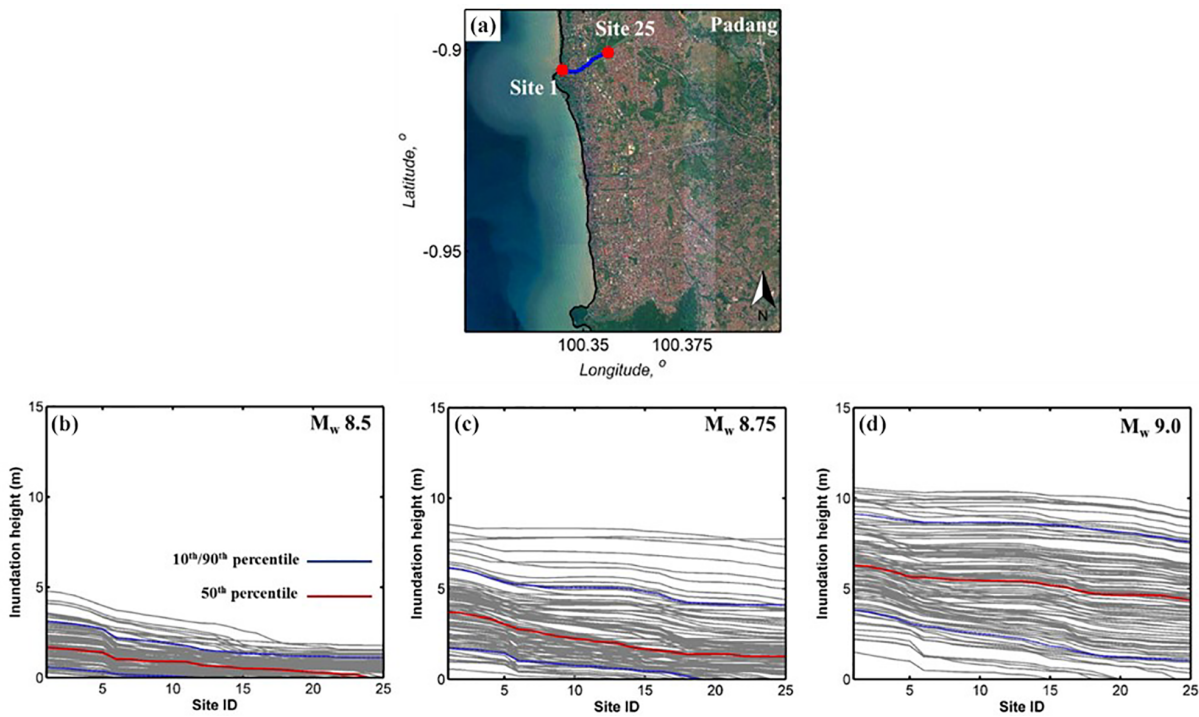 (a)
Padang
Site 25
Site 1
-0.9
-0.95
Latitude, o
100.35
100.375
Longitude, o
N
(b)
Mw 8.5
15
10
5
0
Inundation height (m)
10th/90th percentile
50th percentile
5
10
15
20
25
Site ID
(c)
Mw 8.75
15
10
5
0
Inundation height (m)
5
10
15
20
25
Site ID
(d)
Mw 9.0
15
10
5
0
Inundation height (m)
5
10
15
20
25
Site ID